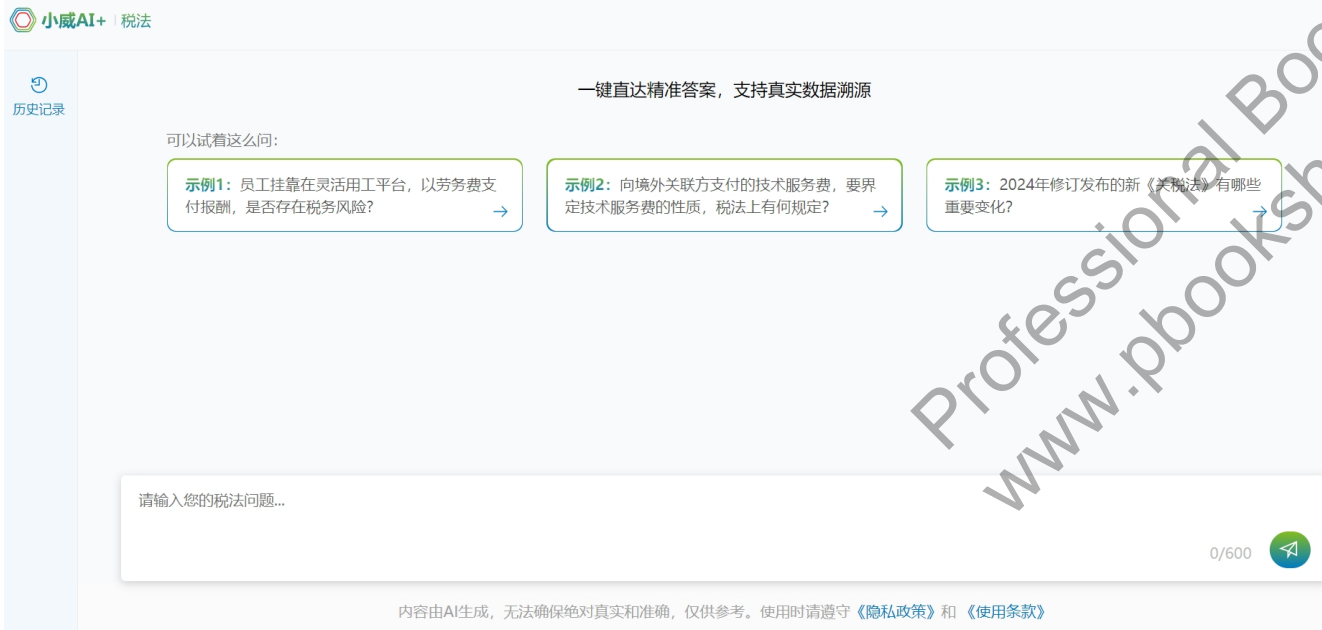 小威AI+ 税法
历史记录
一键直达精准答案，支持真实数据溯源
可以试着这么问：
示例1：员工挂靠在灵活用工平台，以劳务费支
付报酬，是否存在税务风险？
示例2：向境外关联方支付的技术服务费，要界
定技术服务费的性质，税法上有何规定？
示例3：2024年修订发布的新《关税法》有哪些
重要变化？
请输入您的税法问题...
0/600
内容由AI生成，无法确保绝对真实和准确，仅供参考。使用时请遵守《隐私政策》和《使用条款》
Professional Boo
www.pbooksh